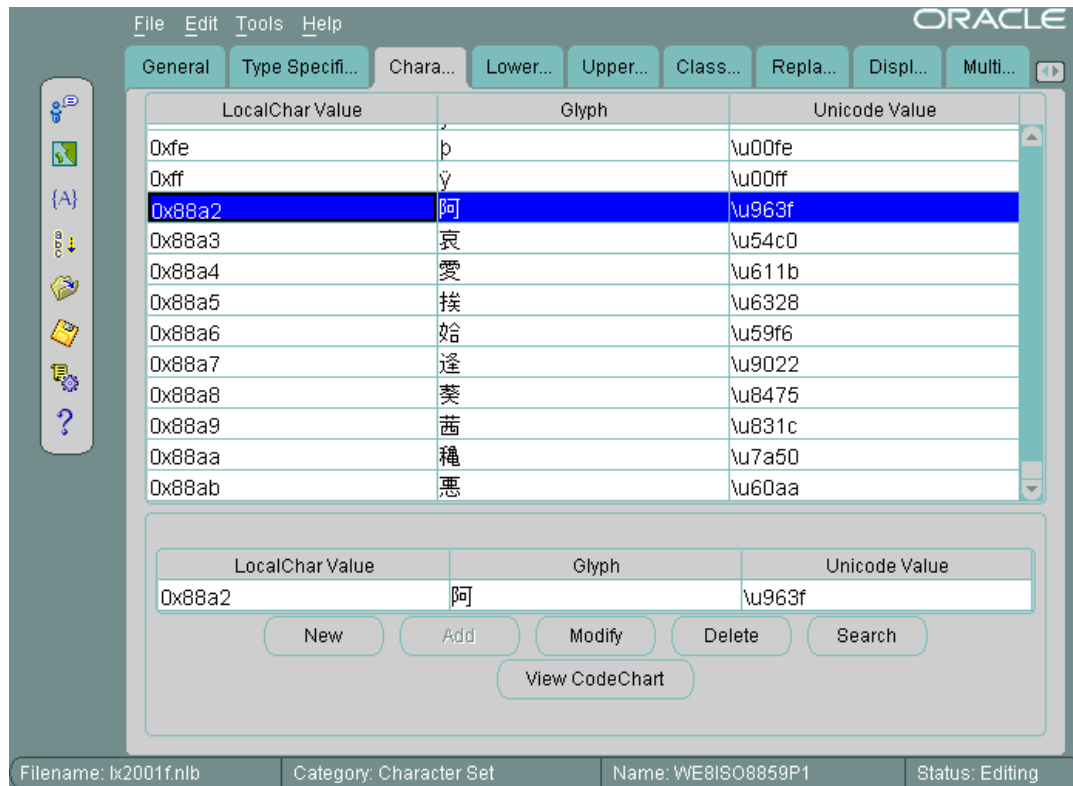 File Edit Tools Help ORACLE
General Type Specifi... Chara... Lower... Upper... Class... Repla... Displ... Multi...
LocalChar Value Glyph Unicode Value
0xfe þ \u00fe
0xff ÿ \u00ff
0x88a2 阿 \u963f
0x88a3 哀 \u54c0
0x88a4 愛 \u611b
0x88a5 挨 \u6328
0x88a6 姶 \u59f6
0x88a7 逢 \u9022
0x88a8 葵 \u8475
0x88a9 茜 \u831c
0x88aa 穐 \u7a50
0x88ab 悪 \u60aa
LocalChar Value Glyph Unicode Value
0x88a2 阿 \u963f
New Add Modify Delete Search
View CodeChart
Filename: lx2001f.nlb Category: Character Set Name: WE8ISO8859P1 Status: Editing
{A}
a
b
c
?